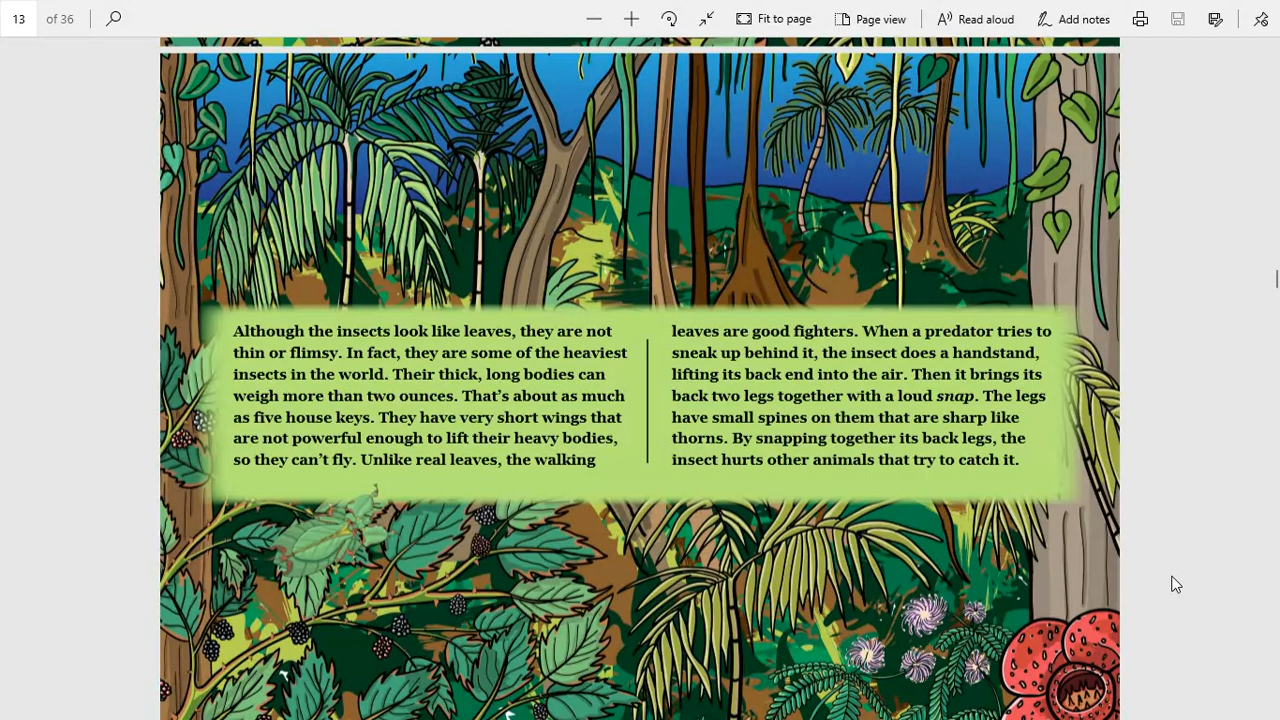 13 of 36
Fit to page
Page view
Read aloud
Add notes
Although the insects look like leaves, they are not
thin or flimsy. In fact, they are some of the heaviest
insects in the world. Their thick, long bodies can
weigh more than two ounces. That’s about as much
as five house keys. They have very short wings that
are not powerful enough to lift their heavy bodies,
so they can’t fly. Unlike real leaves, the walking
leaves are good fighters. When a predator tries to
sneak up behind it, the insect does a handstand,
lifting its back end into the air. Then it brings its
back two legs together with a loud snap. The legs
have small spines on them that are sharp like
thorns. By snapping together its back legs, the
insect hurts other animals that try to catch it.